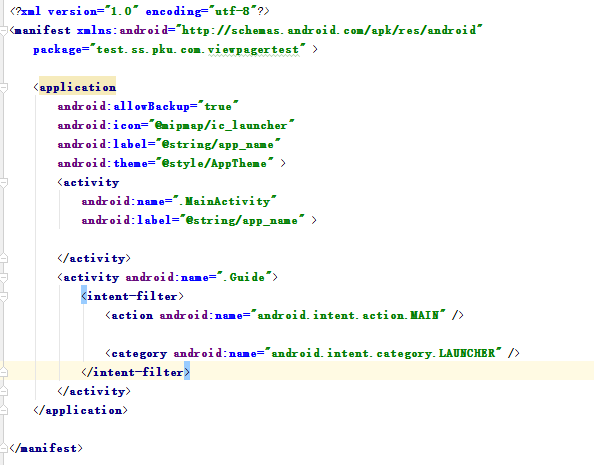 <?xml version="1.0" encoding="utf-8"?>
<manifest xmlns:android="http://schemas.android.com/apk/res/android"
    package="test.ss.pku.com.viewpagertest" >

    <application
        android:allowBackup="true"
        android:icon="@mipmap/ic_launcher"
        android:label="@string/app_name"
        android:theme="@style/AppTheme" >
        <activity
            android:name=".MainActivity"
            android:label="@string/app_name" >

        </activity>
        <activity android:name=".Guide">
            <intent-filter>
                <action android:name="android.intent.action.MAIN" />

                <category android:name="android.intent.category.LAUNCHER" />
            </intent-filter>
        </activity>
    </application>

</manifest>